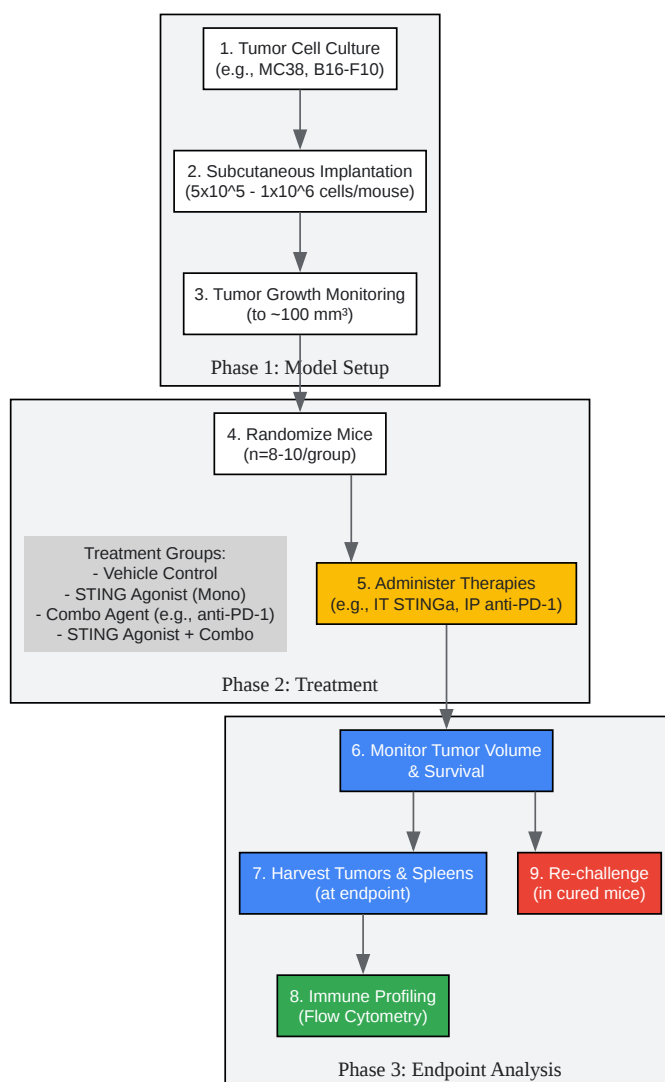 1. Tumor Cell Culture
(e.g., MC38, B16-F10)
2. Subcutaneous Implantation
(5x10^5 - 1x10^6 cells/mouse)
3. Tumor Growth Monitoring
(to ~100 mm³)
Phase 1: Model Setup
4. Randomize Mice
(n=8-10/group)
Treatment Groups:
- Vehicle Control
- STING Agonist (Mono)
- Combo Agent (e.g., anti-PD-1)
- STING Agonist + Combo
5. Administer Therapies
(e.g., IT STINGa, IP anti-PD-1)
Phase 2: Treatment
6. Monitor Tumor Volume
& Survival
7. Harvest Tumors & Spleens
(at endpoint)
9. Re-challenge
(in cured mice)
8. Immune Profiling
(Flow Cytometry)
Phase 3: Endpoint Analysis